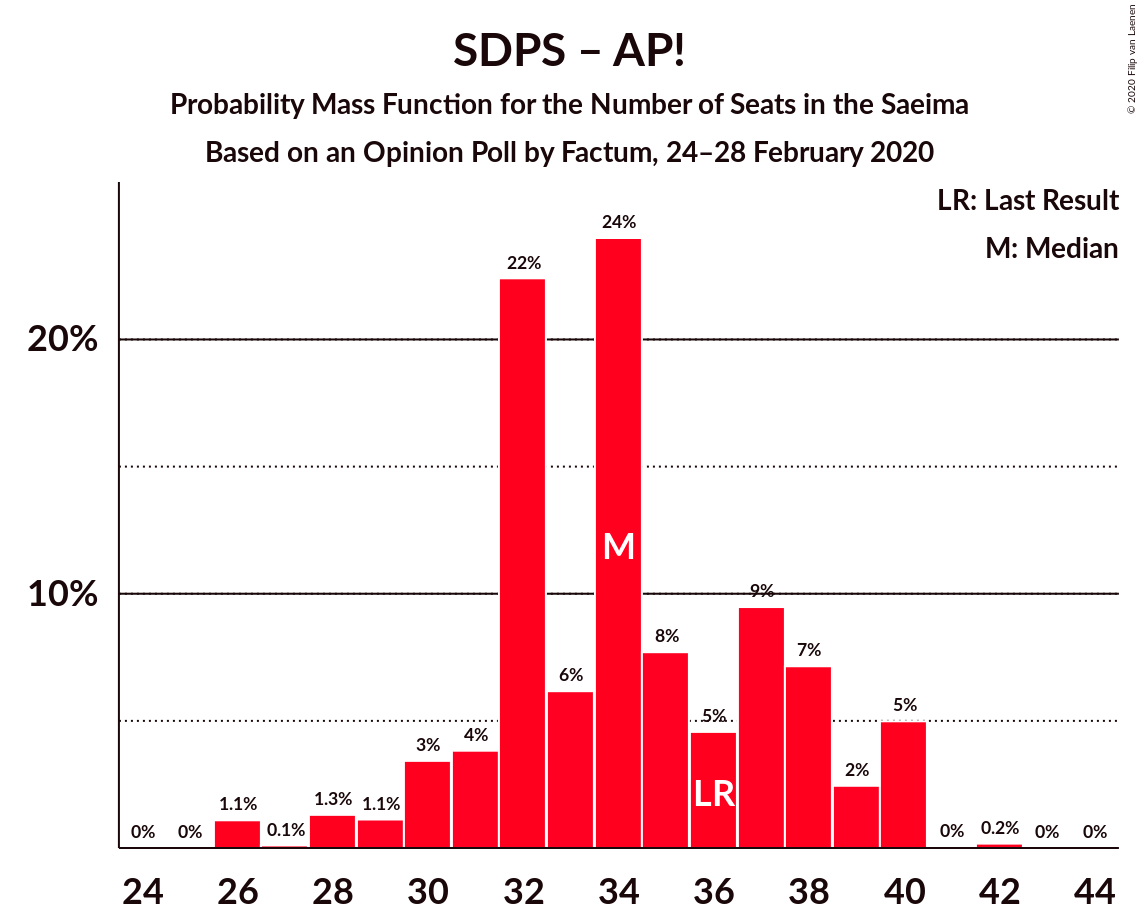 SDPS – AP!
Probability Mass Function for the Number of Seats in the Saeima
Based on an Opinion Poll by Factum, 24–28 February 2020
© 2020 Filip van Laenen
LR: Last Result
M: Median
20%
10%
0%
0%
1.1%
0.1%
1.3%
1.1%
3%
4%
22%
6%
24%
8%
5%
9%
7%
2%
5%
0%
0.2%
0%
0%
M
LR
24 26 28 30 32 34 36 38 40 42 44